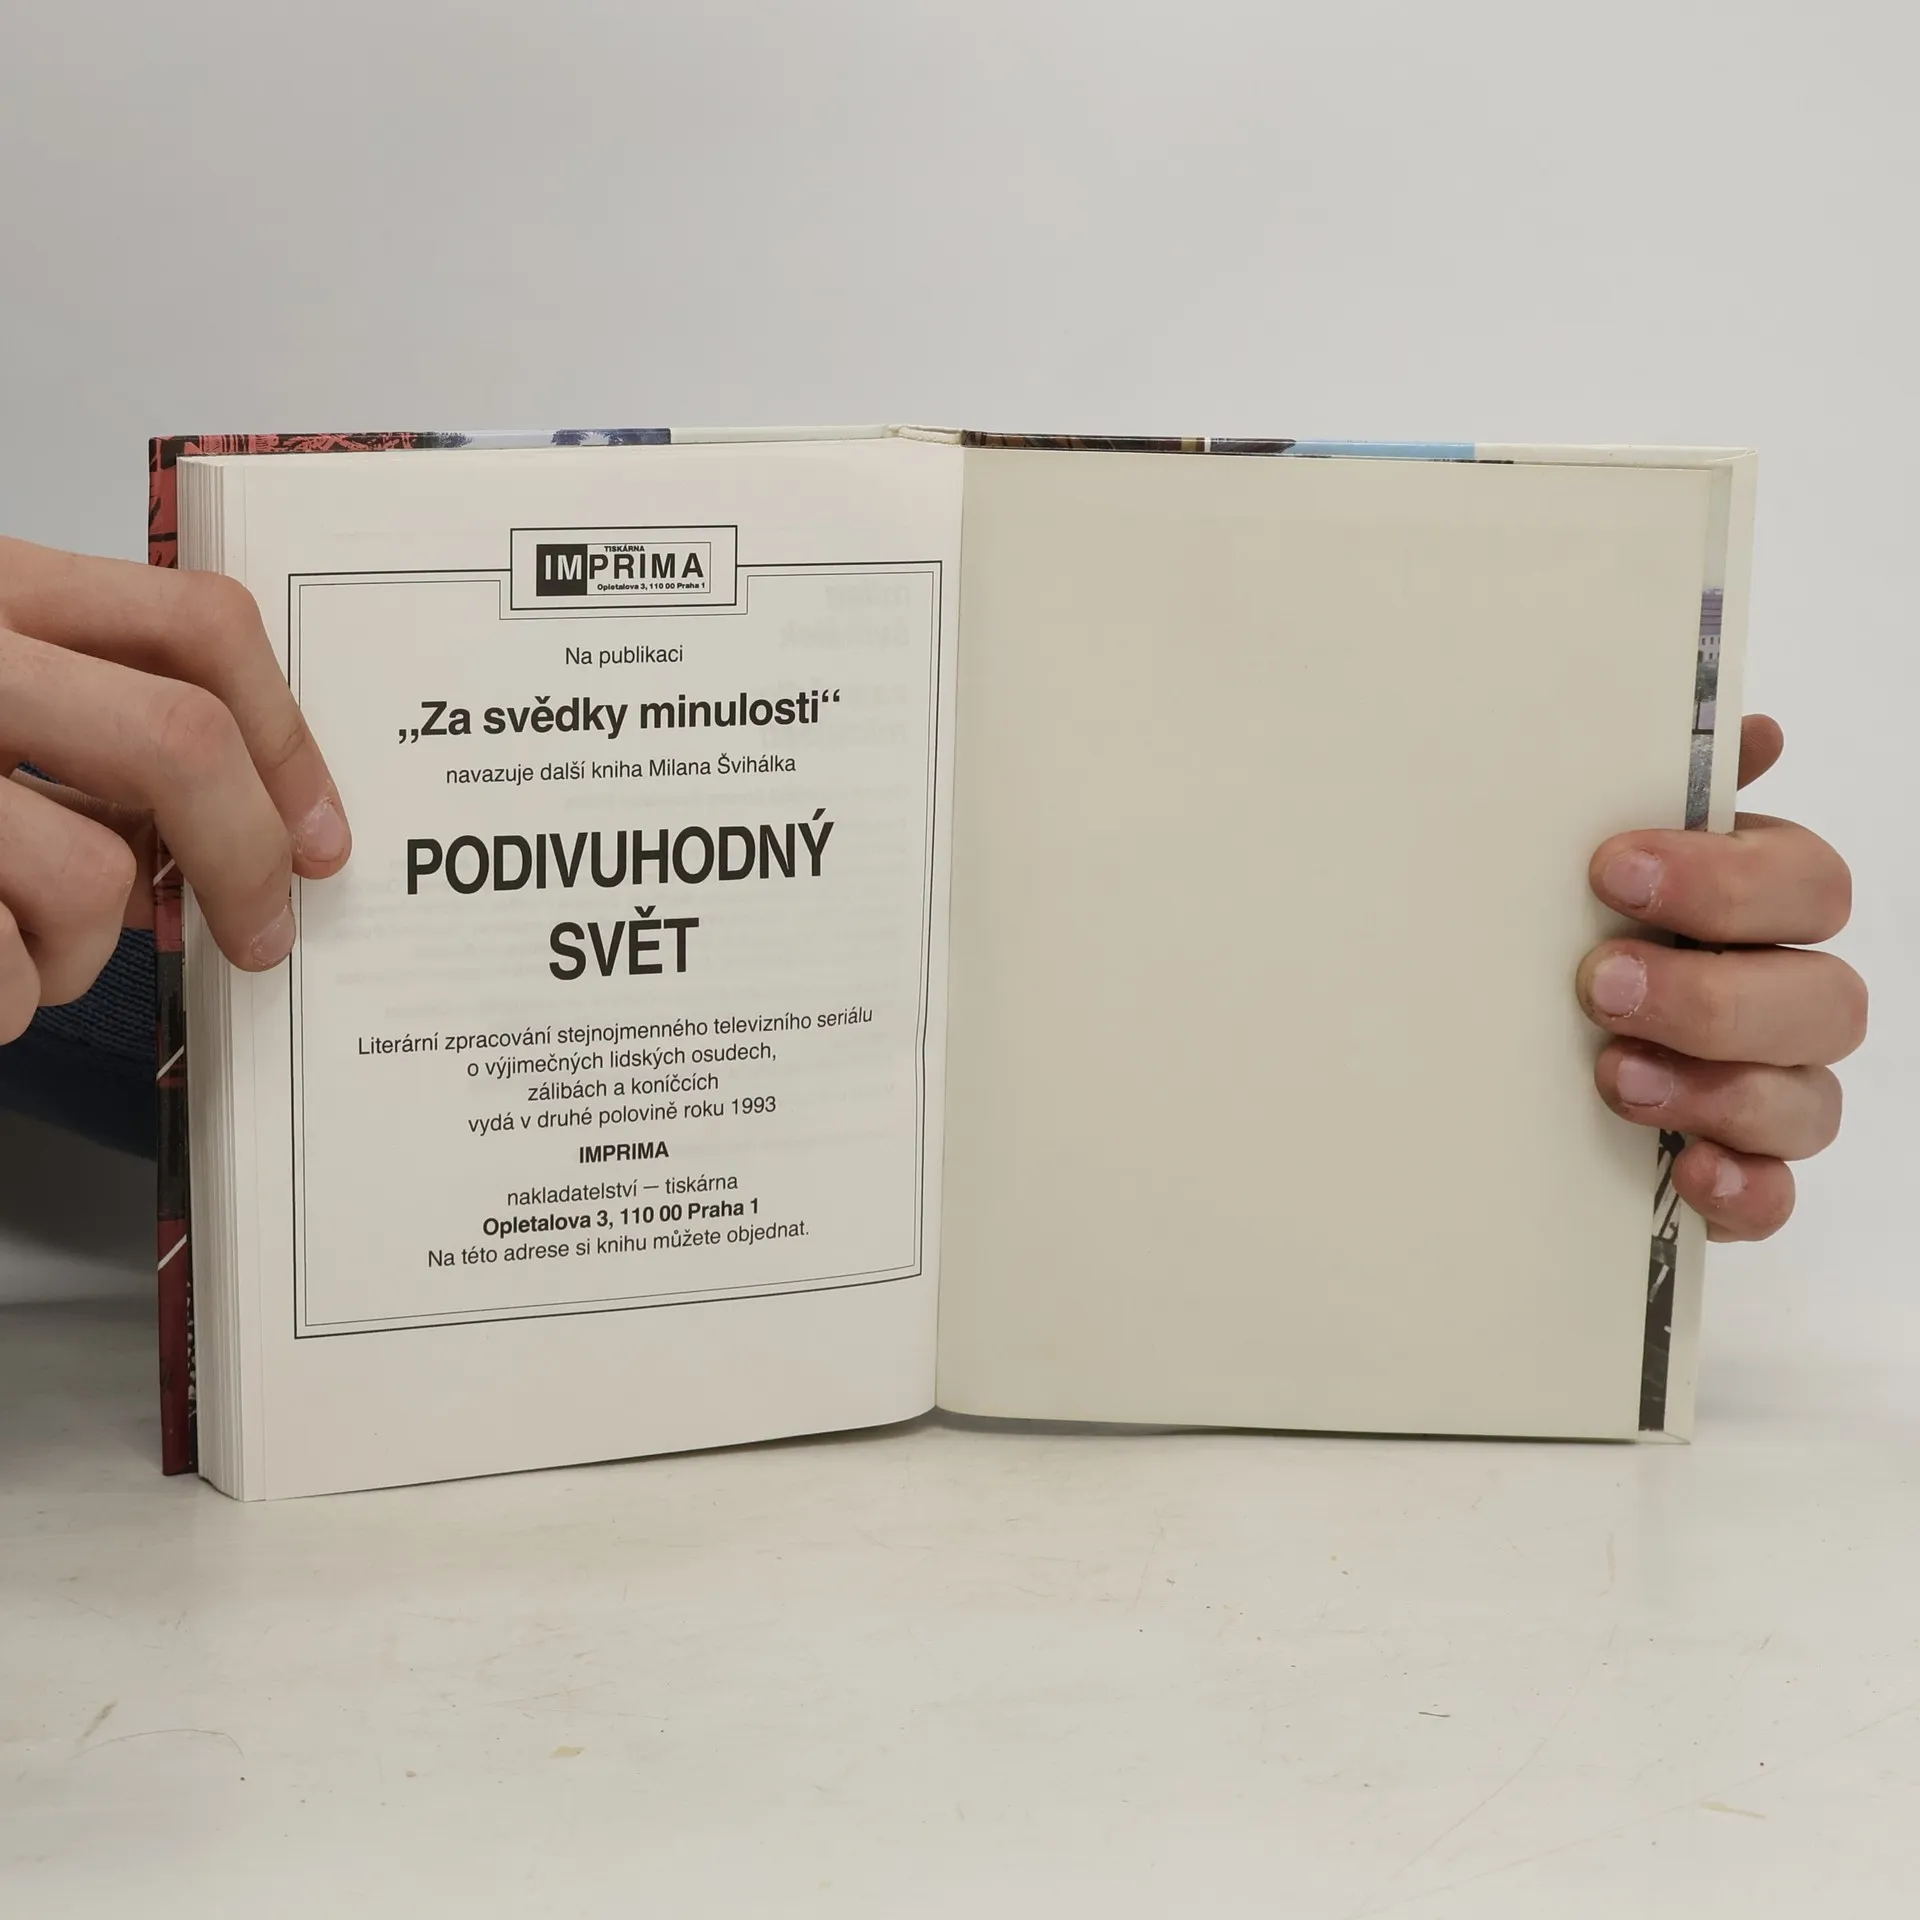 TISKÁRNA
IMPRIMA
Opletalova 3, 110 00 Praha 1
Na publikaci
„Za svědky minulosti“
navazuje další kniha Milana Švihálka
PODIVUHODNÝ
SVĚT
Literární zpracování stejnojmenného televizního seriálu
o výjimečných lidských osudech,
zálibách a koníčcích
vydá v druhé polovině roku 1993
IMPRIMA
nakladatelství — tiskárna
Opletalova 3, 110 00 Praha 1
Na této adrese si knihu můžete objednat.